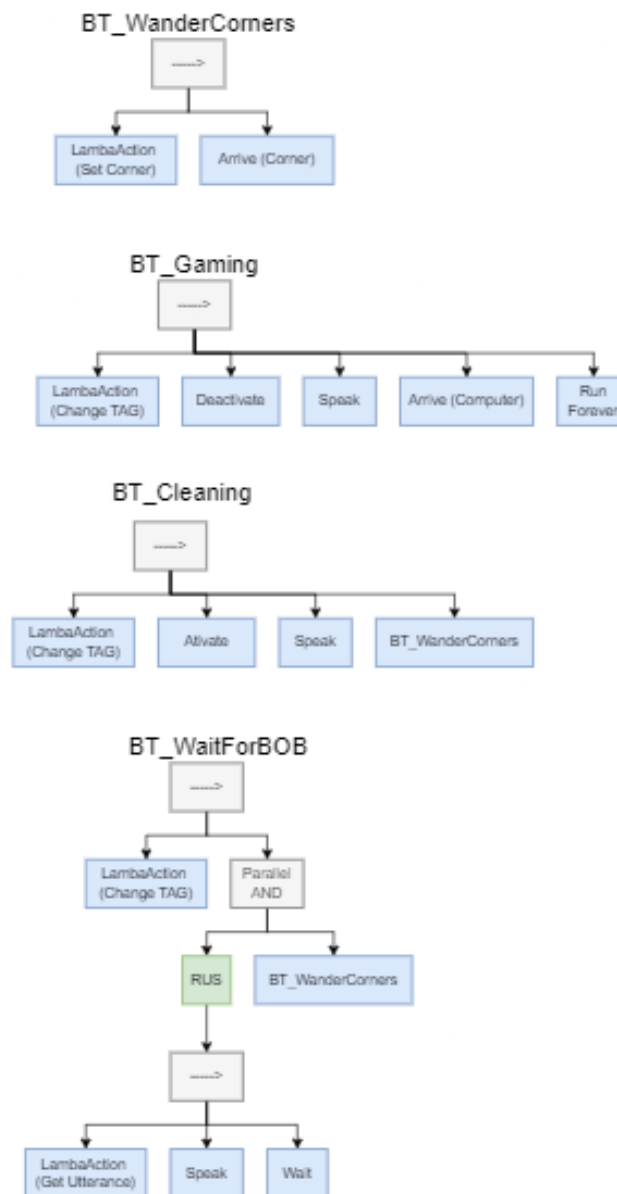 BT_WanderCorners
----->
LambaAction
(Set Corner)
Arrive (Corner)
BT_Gaming
----->
LambaAction
(Change TAG)
Deactivate
Speak
Arrive (Computer)
Run
Forever
BT_Cleaning
----->
LambaAction
(Change TAG)
Ativate
Speak
BT_WanderCorners
BT_WaitForBOB
----->
LambaAction
(Change TAG)
Parallel
AND
RUS
BT_WanderCorners
----->
LambaAction
(Get Utterance)
Speak
Wait